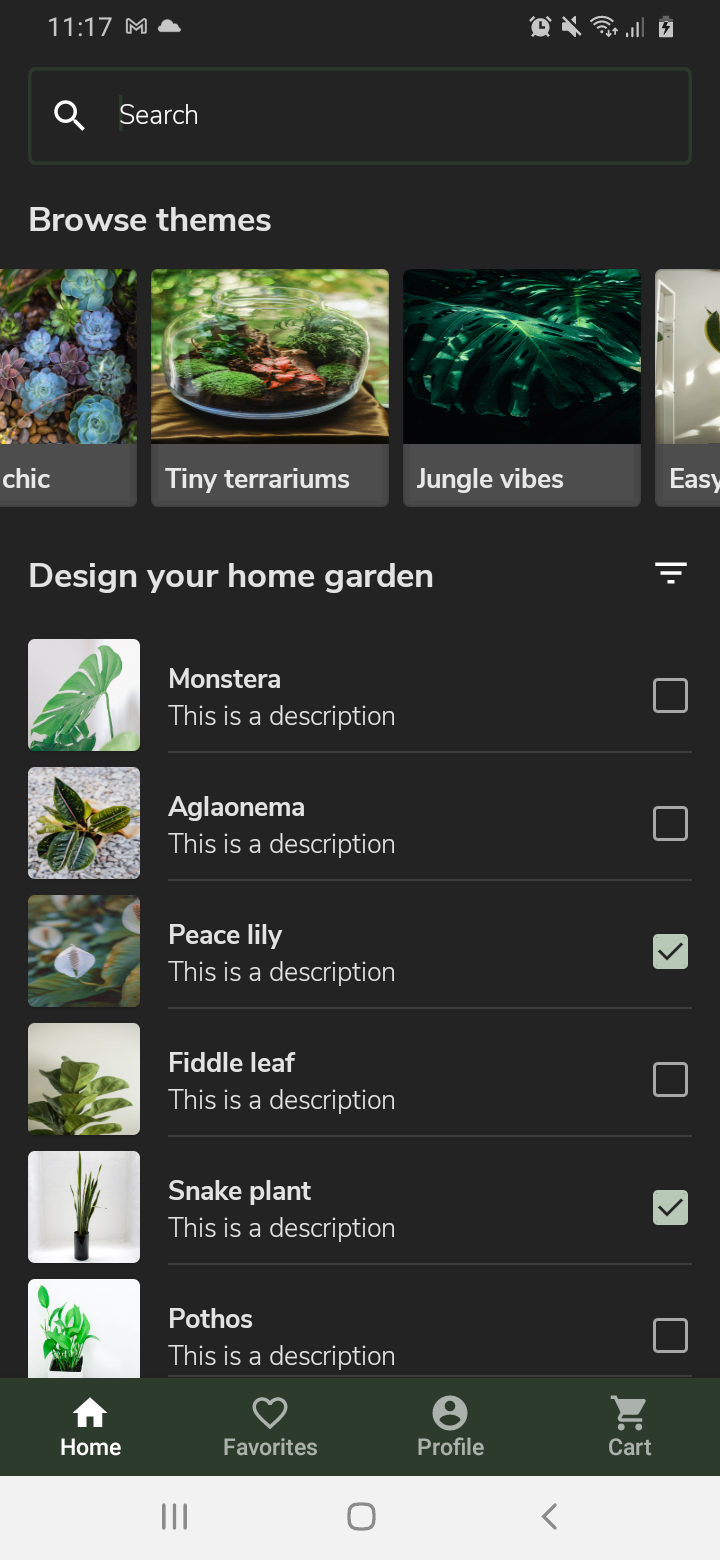 11:17
Search
Browse themes
chic
Tiny terrariums
Jungle vibes
Easy
Design your home garden
Monstera
This is a description
Aglaonema
This is a description
Peace lily
This is a description
Fiddle leaf
This is a description
Snake plant
This is a description
Pothos
This is a description
Home
Favorites
Profile
Cart